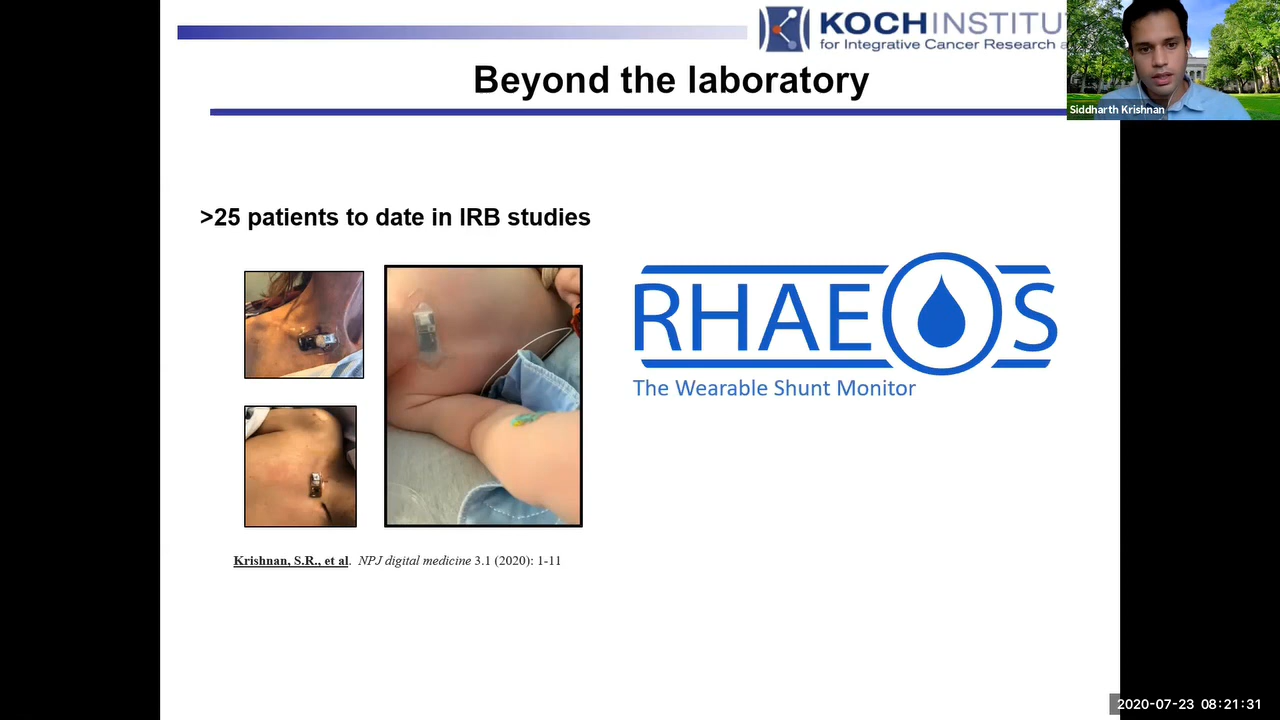 KOCH INSTITU
for Integrative Cancer Research a
Beyond the laboratory
Siddharth Krishnan
>25 patients to date in IRB studies
RHAEOS
The Wearable Shunt Monitor
Krishnan, S.R., et al. NPJ digital medicine 3.1 (2020): 1-11
2020-07-23 08:21:31